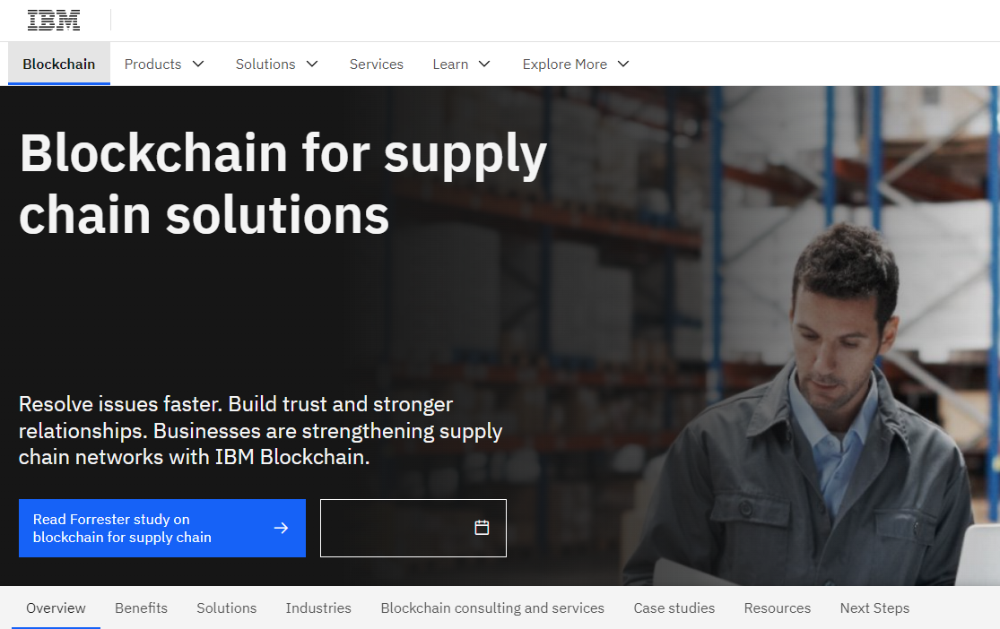 IBM
Blockchain Products Solutions Services Learn Explore More
Blockchain for supply
chain solutions
Resolve issues faster. Build trust and stronger
relationships. Businesses are strengthening supply
chain networks with IBM Blockchain.
Read Forrester study on
blockchain for supply chain
Overview Benefits Solutions Industries Blockchain consulting and services Case studies Resources Next Steps